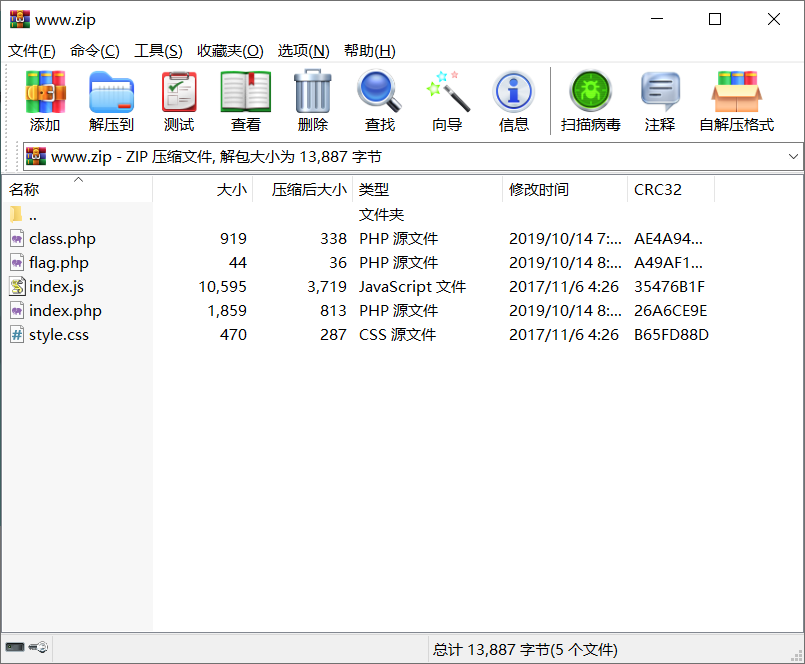 www.zip
文件(F) 命令(C) 工具(S) 收藏夹(O) 选项(N) 帮助(H)
添加 解压到 测试 查看 删除 查找 向导 信息 扫描病毒 注释 自解压格式
www.zip - ZIP 压缩文件, 解包大小为 13,887 字节
名称 大小 压缩后大小 类型 修改时间 CRC32
.. 文件夹
class.php 919 338 PHP 源文件 2019/10/14 7:... AE4A94...
flag.php 44 36 PHP 源文件 2019/10/14 8:... A49AF1...
index.js 10,595 3,719 JavaScript 文件 2017/11/6 4:26 35476B1F
index.php 1,859 813 PHP 源文件 2019/10/14 8:... 26A6CE9E
style.css 470 287 CSS 源文件 2017/11/6 4:26 B65FD88D
总计 13,887 字节(5 个文件)